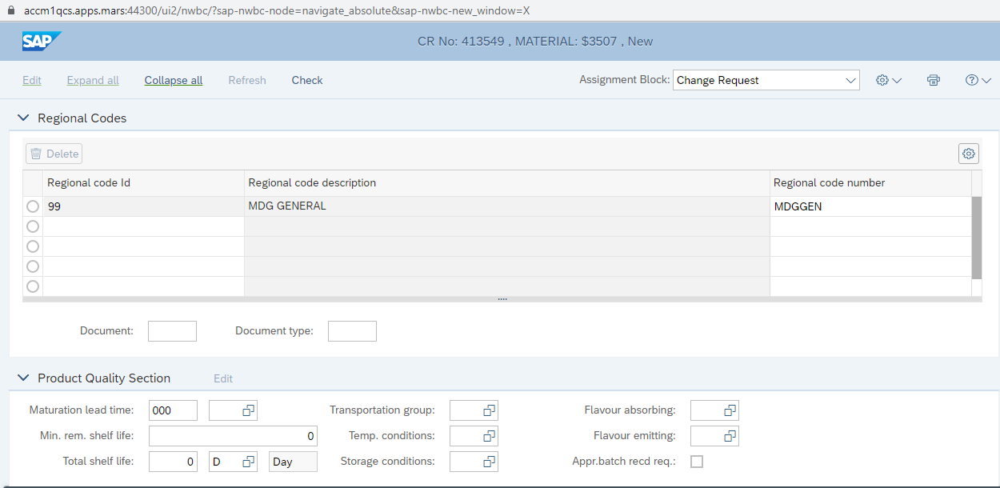 accm1qcs.apps.mars:44300/ui2/nwbc/?sap-nwbc-node=navigate_absolute&sap-nwbc-new_window=X
SAP CR No: 413549 , MATERIAL: $3507 , New
Edit Expand all Collapse all Refresh Check Assignment Block: Change Request
Regional Codes
Delete
Regional code Id Regional code description Regional code number
99 MDG GENERAL MDGGEN
Document: Document type:
Product Quality Section Edit
Maturation lead time: 000 Transportation group: Flavour absorbing:
Min. rem. shelf life: 0 Temp. conditions: Flavour emitting:
Total shelf life: 0 D Day Storage conditions: Appr.batch recd req.: